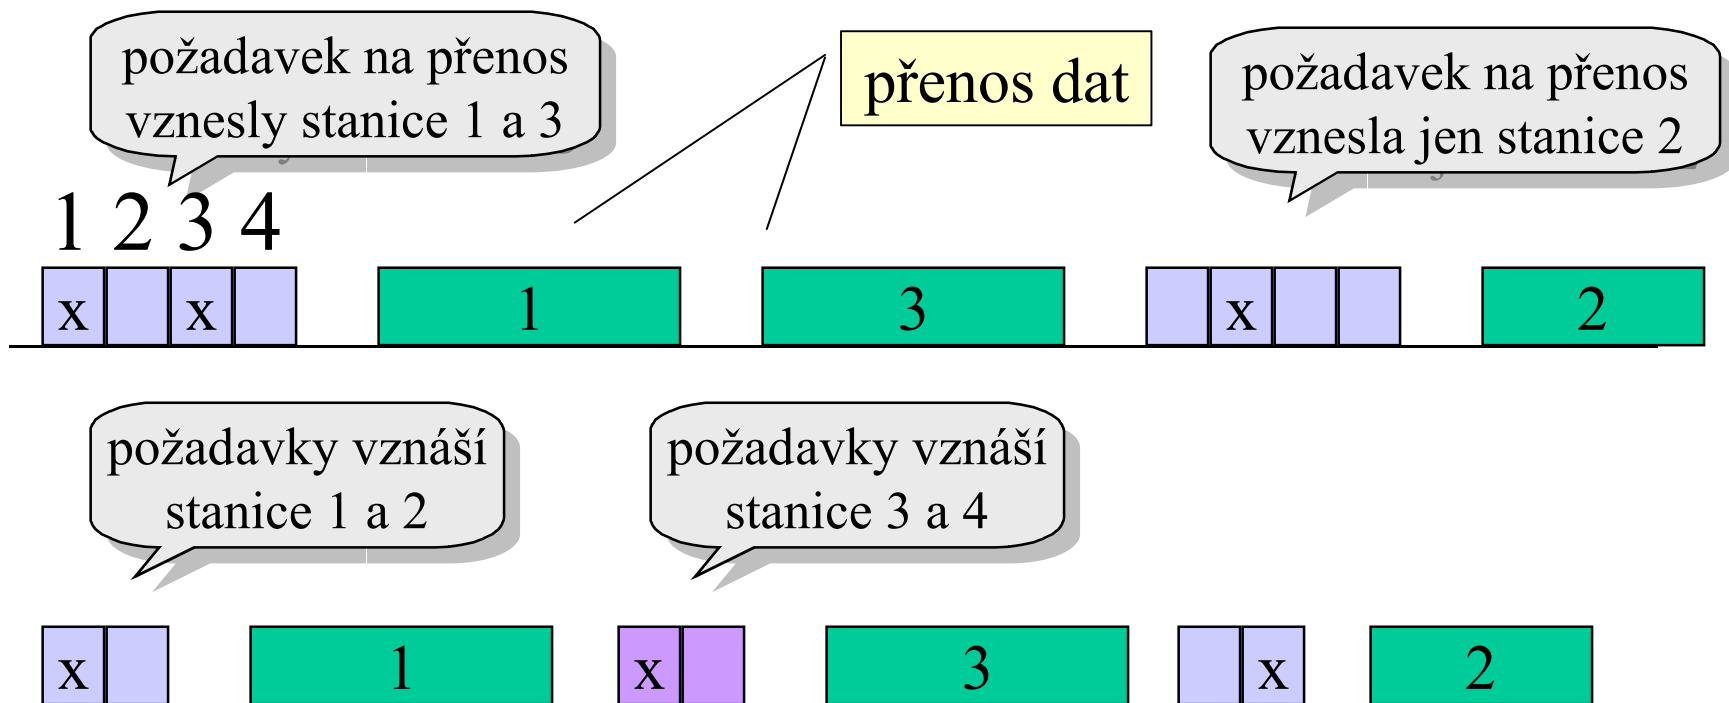 požadavek na přenos
vznesly stanice 1 a 3
přenos dat
požadavek na přenos
vznesla jen stanice 2
1 2 3 4
x x 1 3 x 2
požadavky vznáší
stanice 1 a 2
požadavky vznáší
stanice 3 a 4
x 1 x 3 x 2